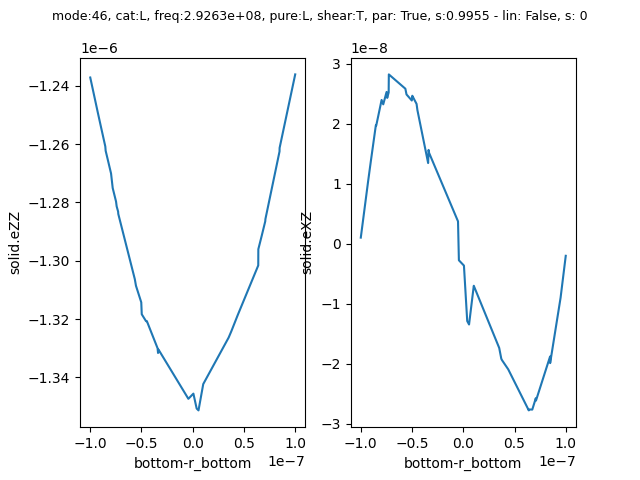 mode:46, cat:L, freq:2.9263e+08, pure:L, shear:T, par: True, s:0.9955 - lin: False, s: 0
1e−6
−1.24
−1.26
−1.28
−1.30
−1.32
−1.34
solid.eZZ
−1.0
−0.5
0.0
0.5
1.0
bottom-r_bottom
1e−7
1e−8
3
2
1
0
−1
−2
−3
solid.eXZ
−1.0
−0.5
0.0
0.5
1.0
bottom-r_bottom
1e−7